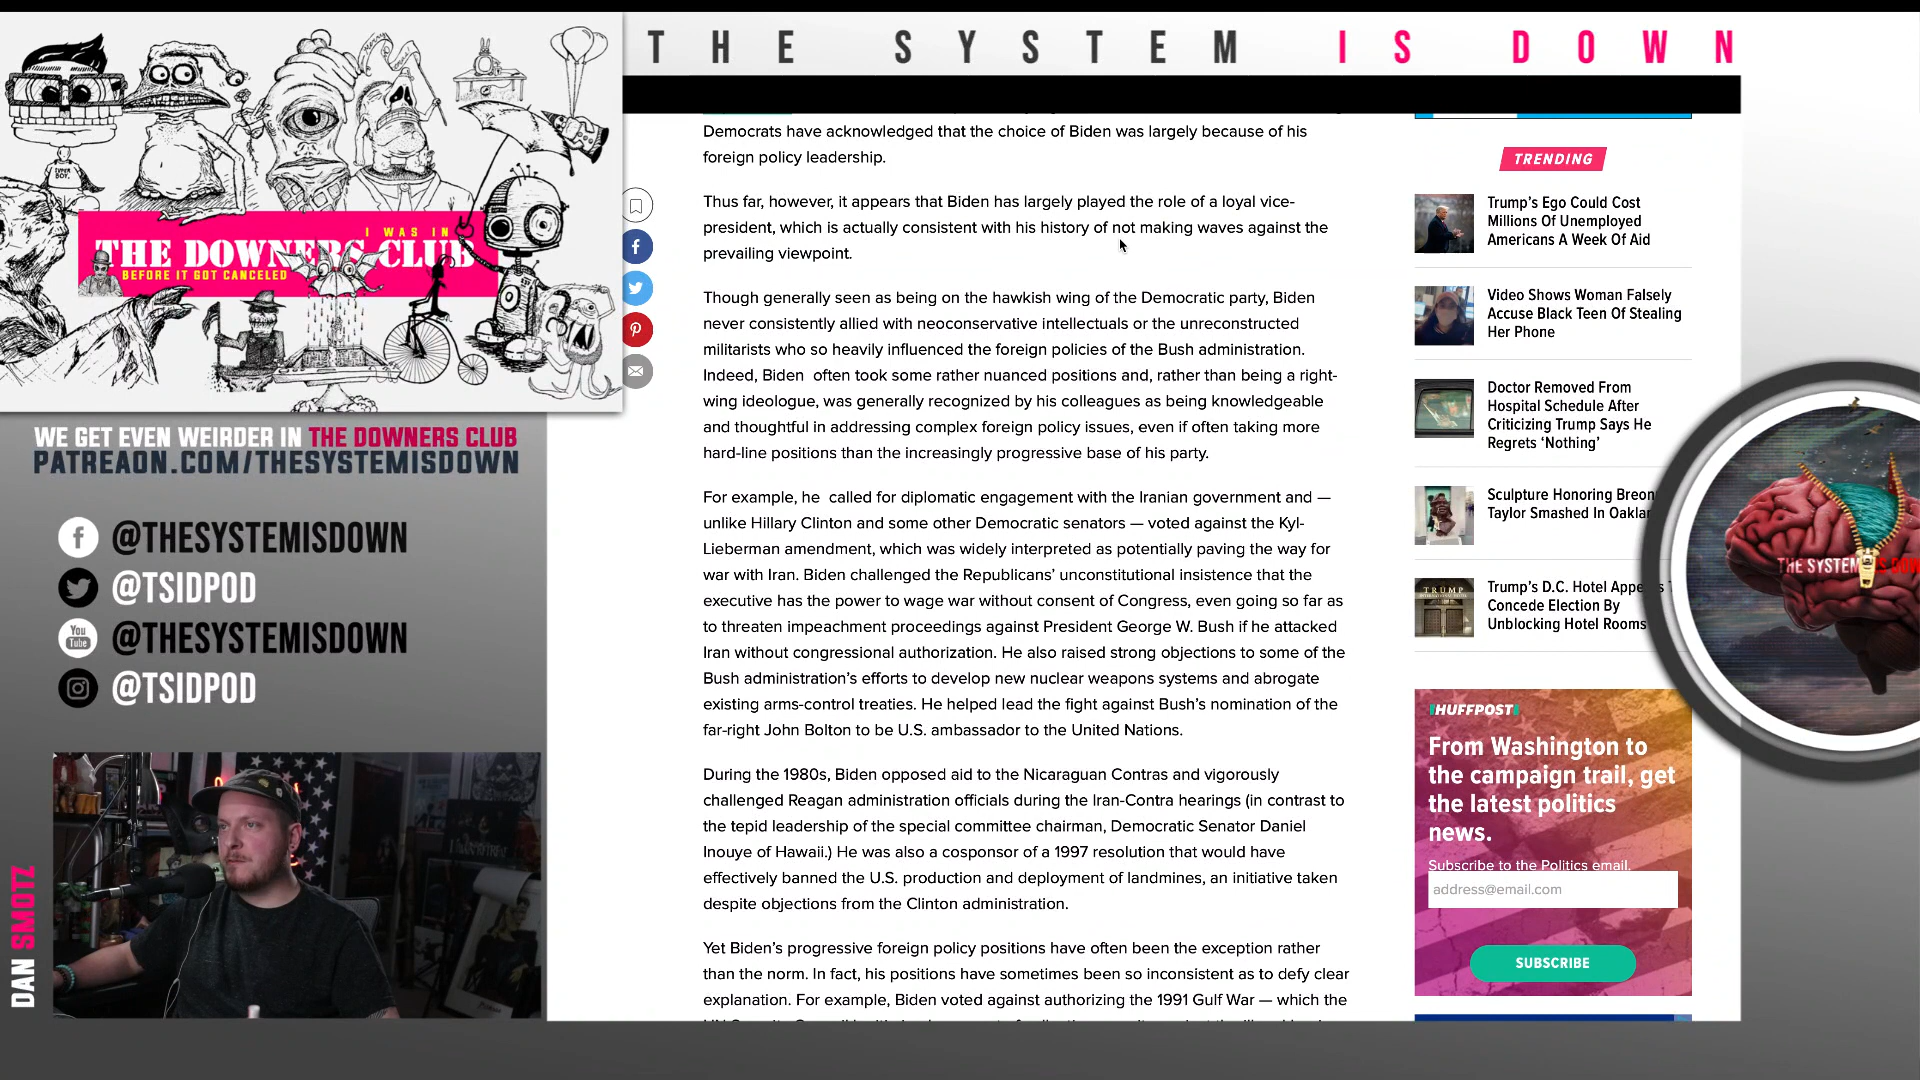 THE SYSTEM IS DOWN
I WAS IN
THE DOWNERS CLUB
BEFORE IT GOT CANCELED
SUPER
BOY
WE GET EVEN WEIRDER IN THE DOWNERS CLUB
PATREON.COM/THESYSTEMISDOWN
@THESYSTEMISDOWN
@TSIDPOD
You
Tube
@THESYSTEMISDOWN
@TSIDPOD
DAN SMOTZ
Democrats have acknowledged that the choice of Biden was largely because of his
foreign policy leadership.
Thus far, however, it appears that Biden has largely played the role of a loyal vice-
president, which is actually consistent with his history of not making waves against the
prevailing viewpoint.
Though generally seen as being on the hawkish wing of the Democratic party, Biden
never consistently allied with neoconservative intellectuals or the unreconstructed
militarists who so heavily influenced the foreign policies of the Bush administration.
Indeed, Biden often took some rather nuanced positions and, rather than being a right-
wing ideologue, was generally recognized by his colleagues as being knowledgeable
and thoughtful in addressing complex foreign policy issues, even if often taking more
hard-line positions than the increasingly progressive base of his party.
For example, he called for diplomatic engagement with the Iranian government and —
unlike Hillary Clinton and some other Democratic senators — voted against the Kyl-
Lieberman amendment, which was widely interpreted as potentially paving the way for
war with Iran. Biden challenged the Republicans' unconstitutional insistence that the
executive has the power to wage war without consent of Congress, even going so far as
to threaten impeachment proceedings against President George W. Bush if he attacked
Iran without congressional authorization. He also raised strong objections to some of the
Bush administration's efforts to develop new nuclear weapons systems and abrogate
existing arms-control treaties. He helped lead the fight against Bush's nomination of the
far-right John Bolton to be U.S. ambassador to the United Nations.
During the 1980s, Biden opposed aid to the Nicaraguan Contras and vigorously
challenged Reagan administration officials during the Iran-Contra hearings (in contrast to
the tepid leadership of the special committee chairman, Democratic Senator Daniel
Inouye of Hawaii.) He was also a cosponsor of a 1997 resolution that would have
effectively banned the U.S. production and deployment of landmines, an initiative taken
despite objections from the Clinton administration.
Yet Biden's progressive foreign policy positions have often been the exception rather
than the norm. In fact, his positions have sometimes been so inconsistent as to defy clear
explanation. For example, Biden voted against authorizing the 1991 Gulf War — which the
TRENDING
Trump's Ego Could Cost
Millions Of Unemployed
Americans A Week Of Aid
Video Shows Woman Falsely
Accuse Black Teen Of Stealing
Her Phone
Doctor Removed From
Hospital Schedule After
Criticizing Trump Says He
Regrets 'Nothing'
Sculpture Honoring Breon
Taylor Smashed In Oaklan
TRUMP
Trump's D.C. Hotel Appe
Concede Election By
Unblocking Hotel Rooms
HUFFPOST
From Washington to
the campaign trail, get
the latest politics
news.
Subscribe to the Politics email.
address@email.com
SUBSCRIBE
THE SYSTEM IS DOW